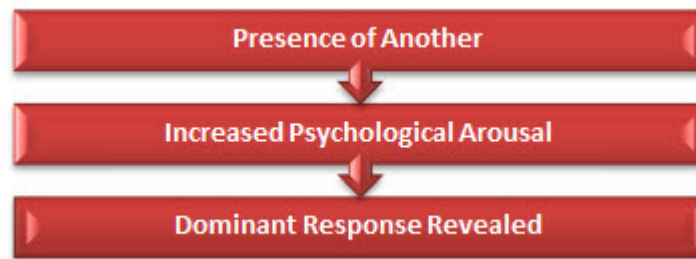 Presence of Another
Increased Psychological Arousal
Dominant Response Revealed